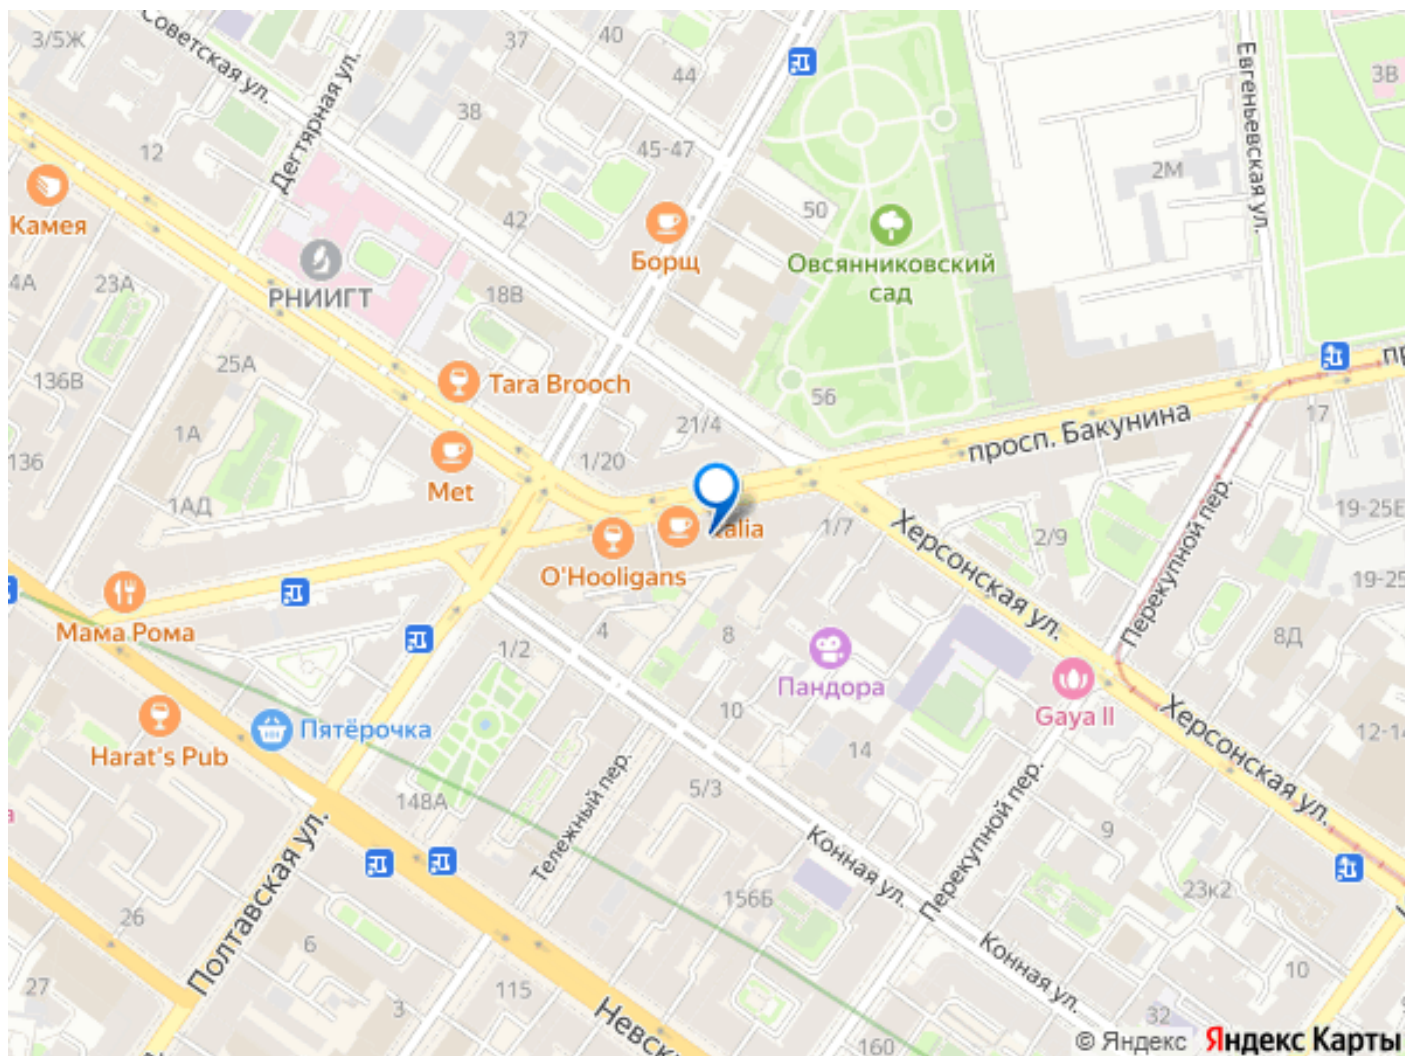 Советская ул.
3/5Ж
37
40
44
3В
Евгеньевская ул.
Дегтярная ул.
38
45-47
12
2М
Камея
42
50
Борщ
Овсянниковский
сад
4А
23А
РНИИГТ
18В
25А
136В
Tara Brooch
56
21/4
просп. Бакунина
17
1А
136
1/20
Met
1АД
Перекупной пер.
19-25Е
1/7
2/9
O'Hooligans
Херсонская ул.
19-25
Мама Рома
4
8
8Д
1/2
Пандора
Gaya II
Пятёрочка
10
Херсонская ул.
12-14
Harat's Pub
14
148А
5/3
Тележный пер.
Полтавская ул.
Конная ул.
Перекупной пер.
9
156Б
23к2
26
6
Конная ул.
10
27
3
115
Невск
32
160
© Яндекс Яндекс Карты